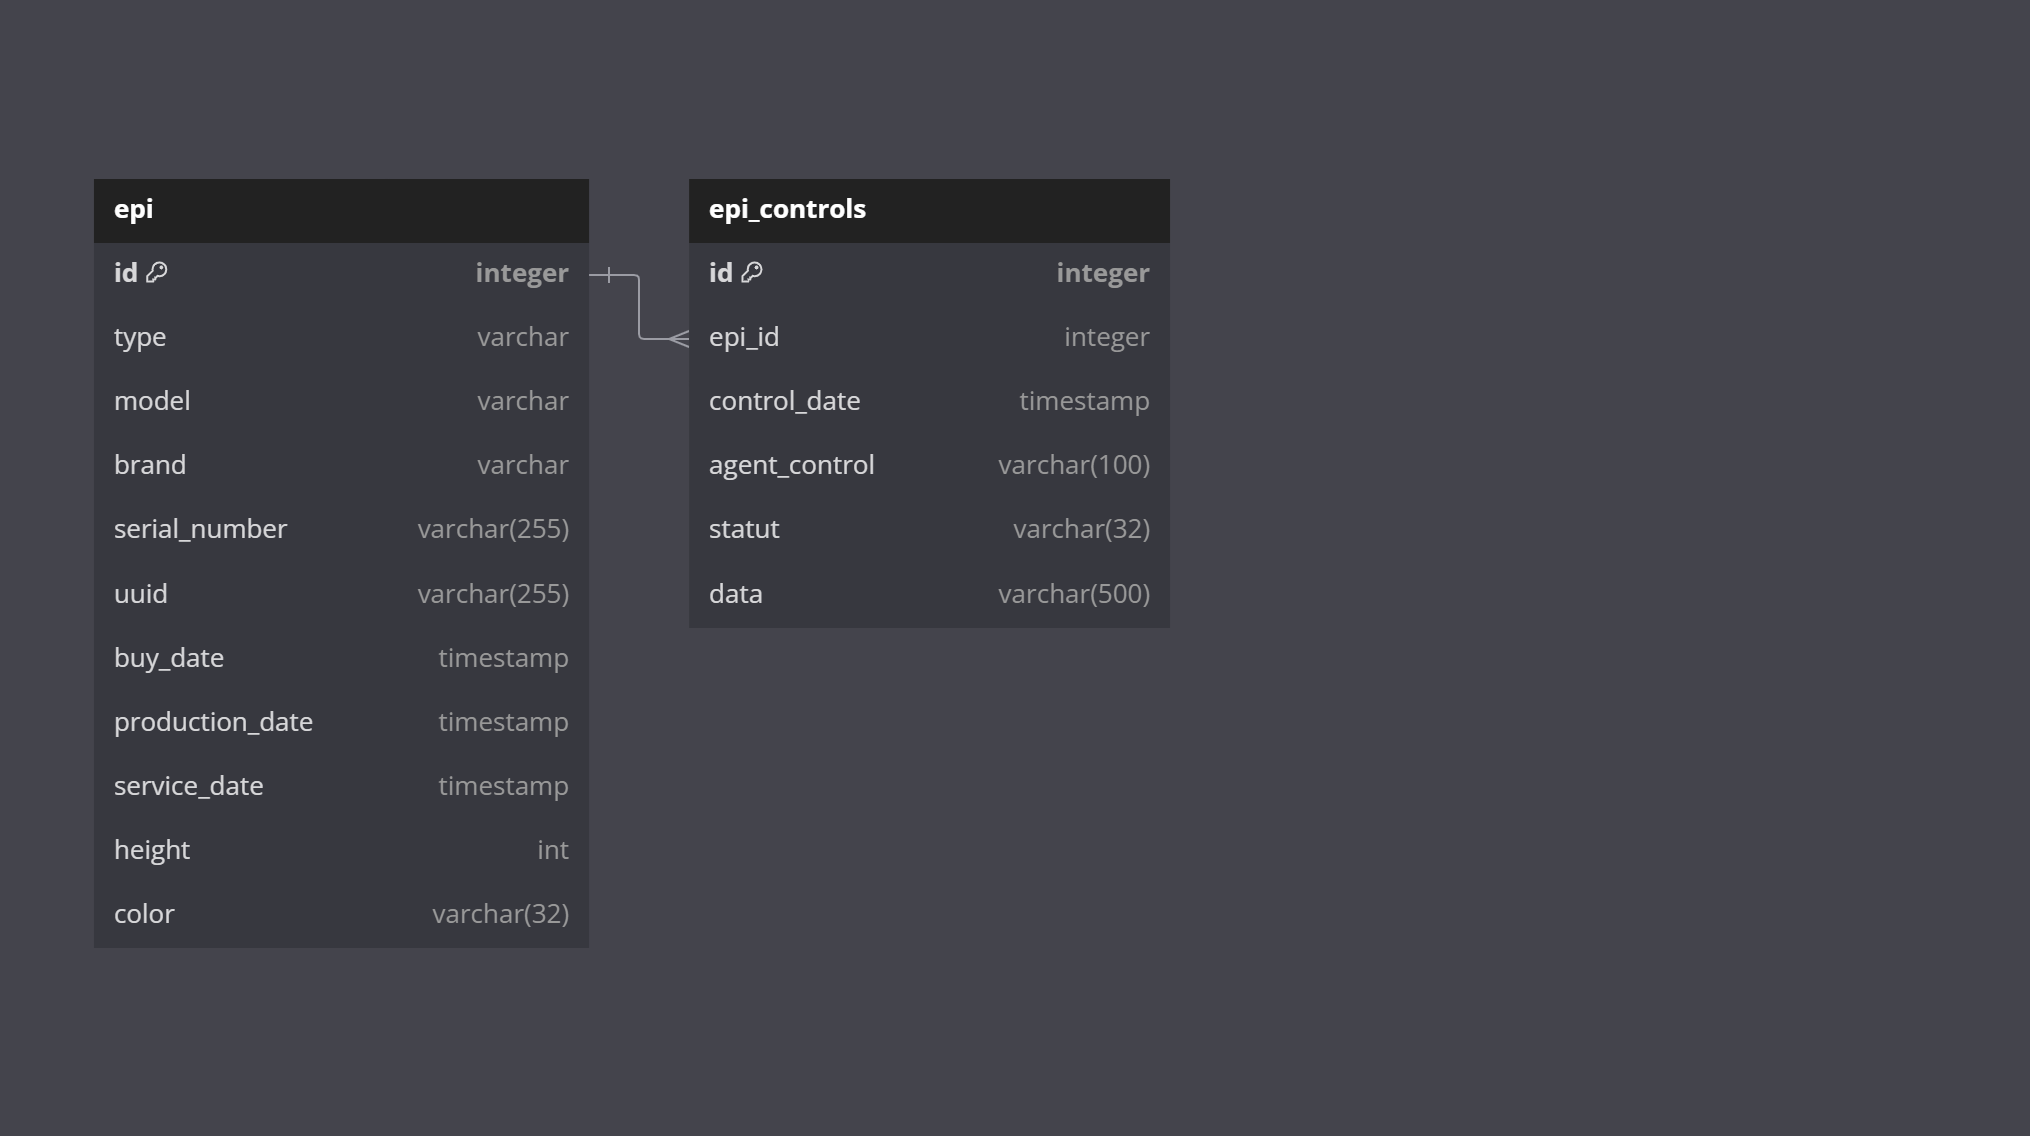 epi
id integer
type varchar
model varchar
brand varchar
serial_number varchar(255)
uuid varchar(255)
buy_date timestamp
production_date timestamp
service_date timestamp
height int
color varchar(32)
epi_controls
id integer
epi_id integer
control_date timestamp
agent_control varchar(100)
statut varchar(32)
data varchar(500)